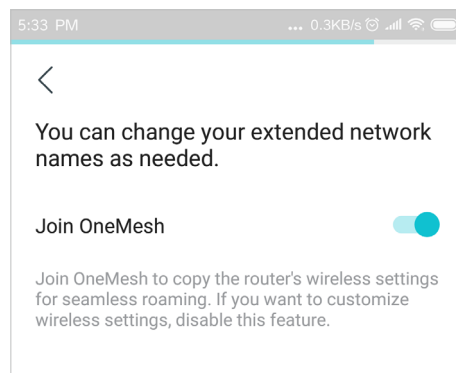 5:33 PM ... 0.3KB/s
You can change your extended network
names as needed.
Join OneMesh
Join OneMesh to copy the router's wireless settings
for seamless roaming. If you want to customize
wireless settings, disable this feature.